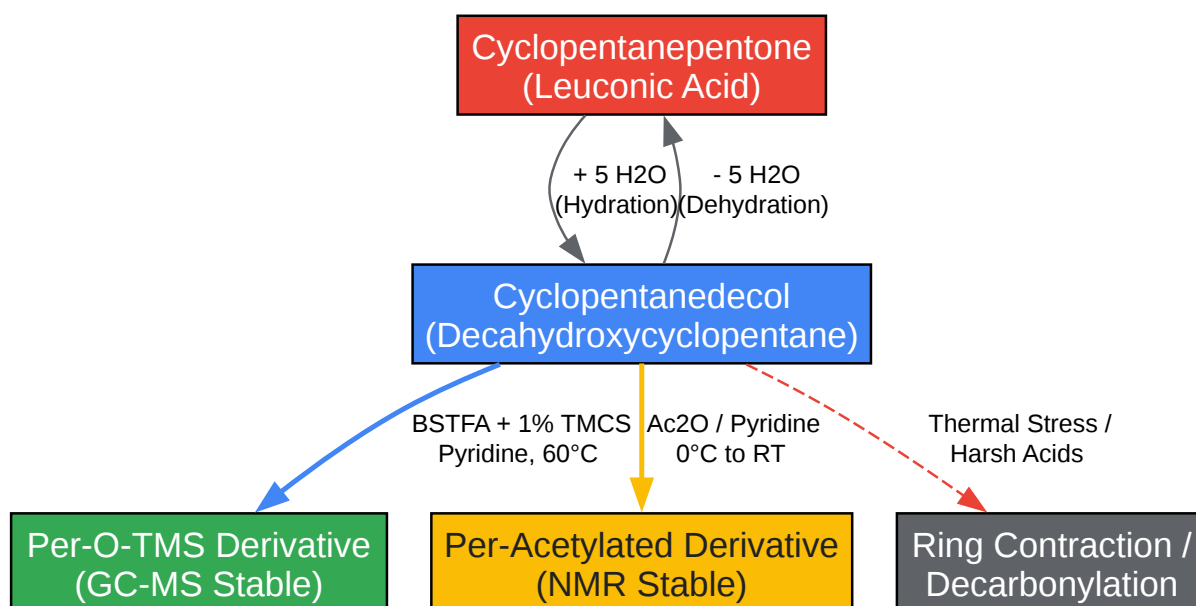 Cyclopentanepentone
(Leuconic Acid)
+ 5 H2O
(Hydration)
- 5 H2O
(Dehydration)
Cyclopentanedecol
(Decahydroxycyclopentane)
BSTFA + 1% TMCS
Pyridine, 60°C
Ac2O / Pyridine
0°C to RT
Thermal Stress /
Harsh Acids
Per-O-TMS Derivative
(GC-MS Stable)
Per-Acetylated Derivative
(NMR Stable)
Ring Contraction /
Decarbonylation